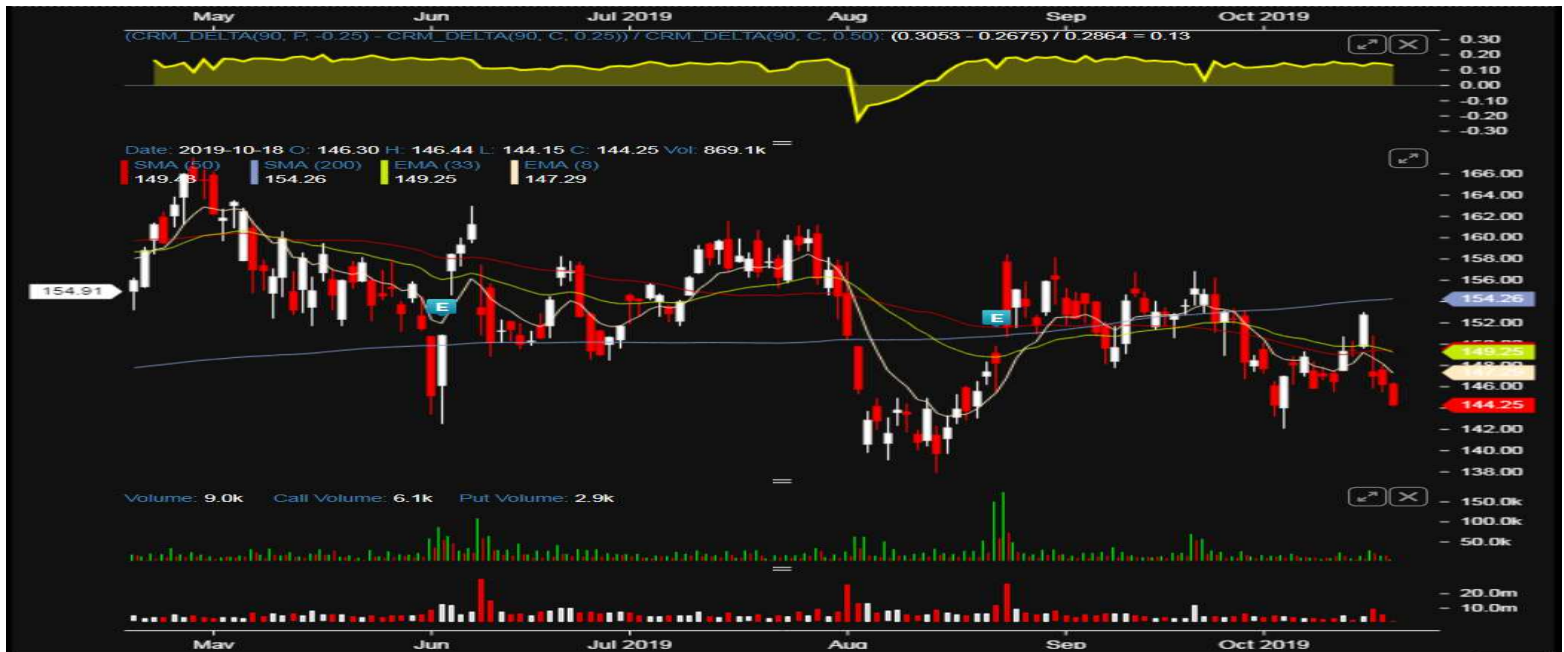 May Jun Jul 2019 Aug Sep Oct 2019
(CRM_DELTA(90, P, -0.25) - CRM_DELTA(90, C, 0.25)) / CRM_DELTA(90, C, 0.50): (0.3053 - 0.2675) / 0.2864 = 0.13
0.30
0.20
0.10
0.00
-0.10
-0.20
-0.30
Date: 2019-10-18 O: 146.30 H: 146.44 L: 144.15 C: 144.25 Vol: 869.1k
SMA (50) SMA (200) EMA (33) EMA (8)
149.43 154.26 149.25 147.29
166.00
164.00
162.00
160.00
158.00
156.00
154.91
E
154.26
E
152.00
149.25
146.00
144.25
142.00
140.00
138.00
Volume: 9.0k Call Volume: 6.1k Put Volume: 2.9k
150.0k
100.0k
50.0k
20.0m
10.0m
May Jun Jul 2019 Aug Sep Oct 2019